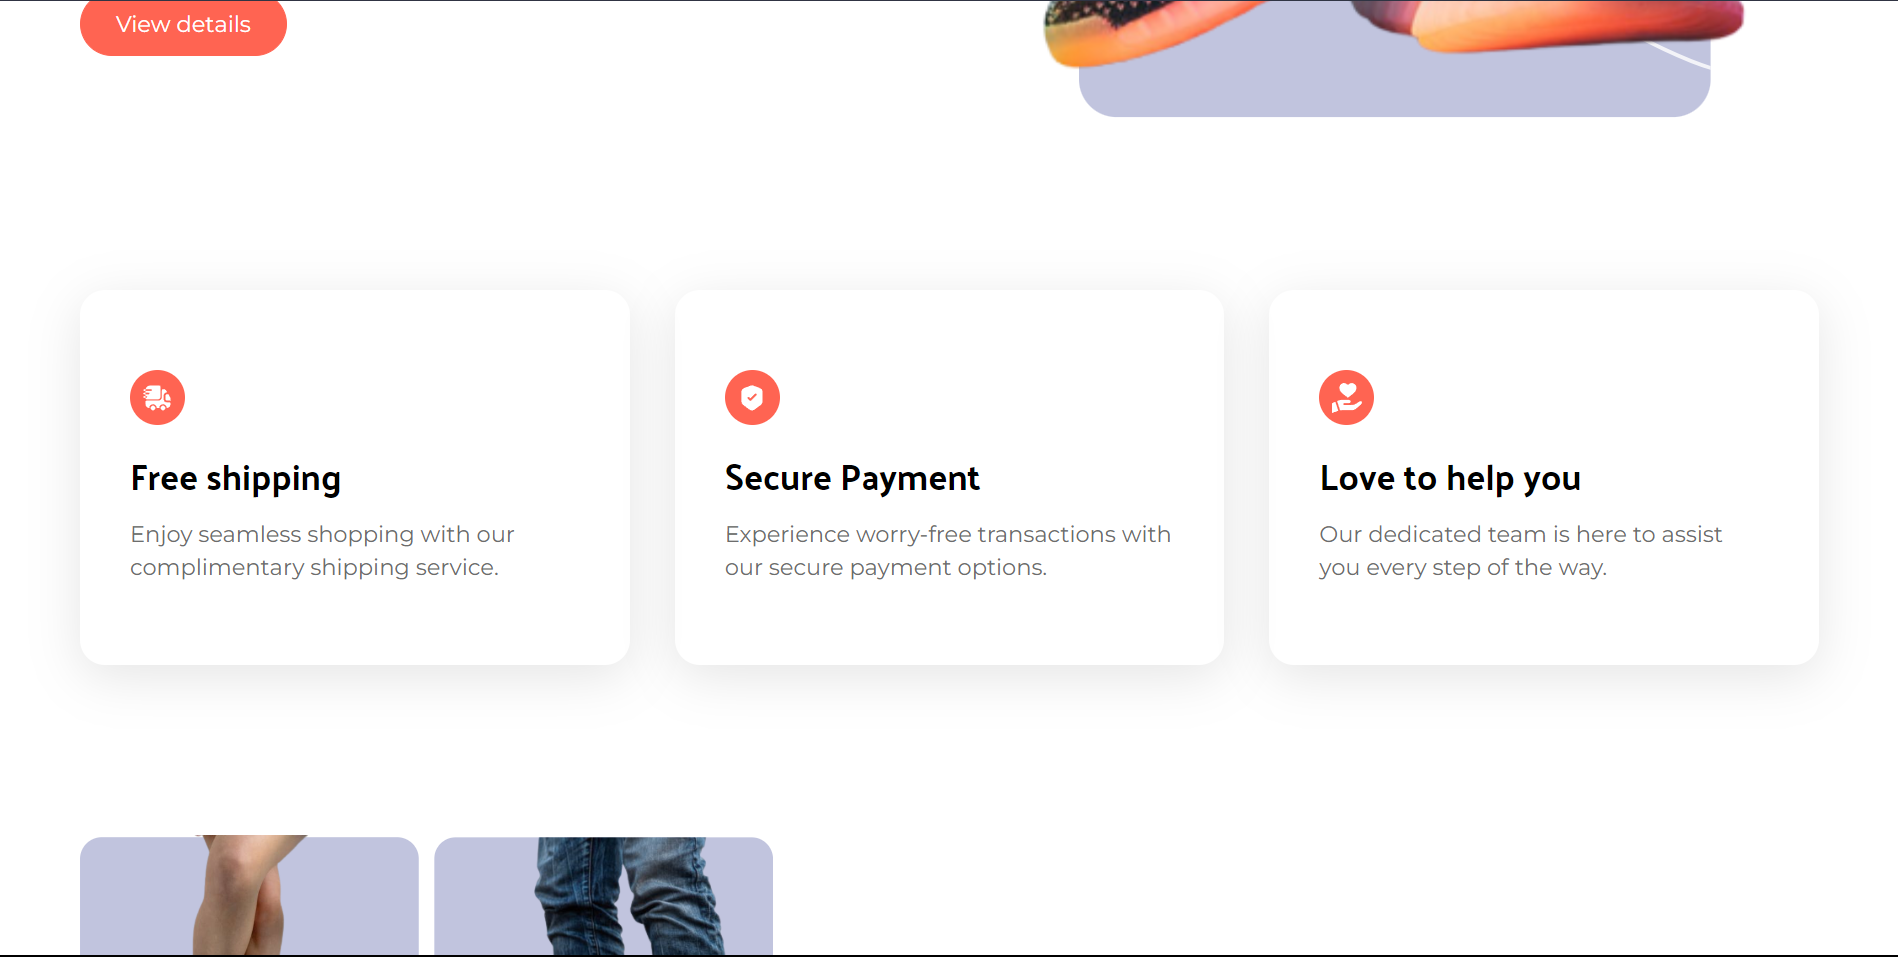 View details
Free shipping
Enjoy seamless shopping with our
complimentary shipping service.
Secure Payment
Experience worry-free transactions with
our secure payment options.
Love to help you
Our dedicated team is here to assist
you every step of the way.